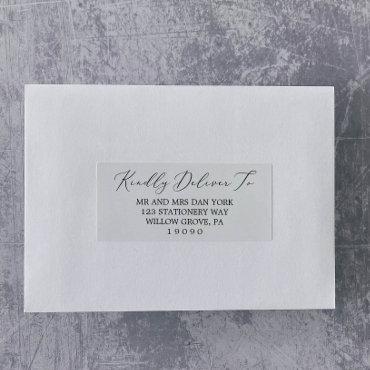 Kindly Deliver To
MR AND MRS DAN YORK
123 STATIONERY WAY
WILLOW GROVE, PA
19090